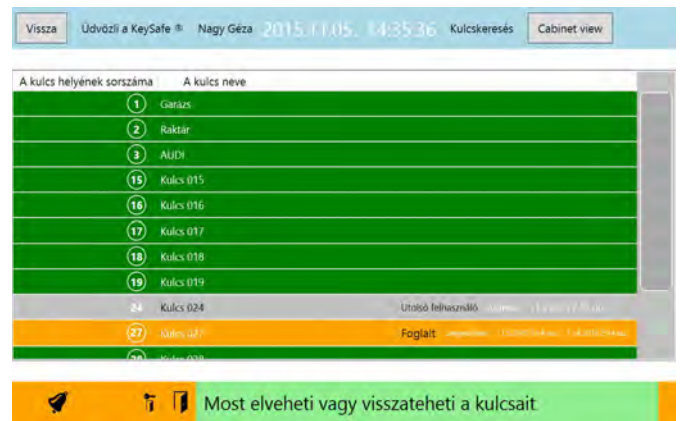 Vissza Üdvözli a KeySafe ® Nagy Géza 2015.11.05. 14:35:36 Kulcskeresés Cabinet view
A kulcs helyének sorszáma A kulcs neve
1 Garázs
2 Raktár
3 AUDI
15 Kulcs 015
16 Kulcs 016
17 Kulcs 017
18 Kulcs 018
19 Kulcs 019
24 Kulcs 024 Utolsó felhasználó
27 Kulcs 027 Foglalt
Kulcs 028
Most elveheti vagy visszateheti a kulcsait